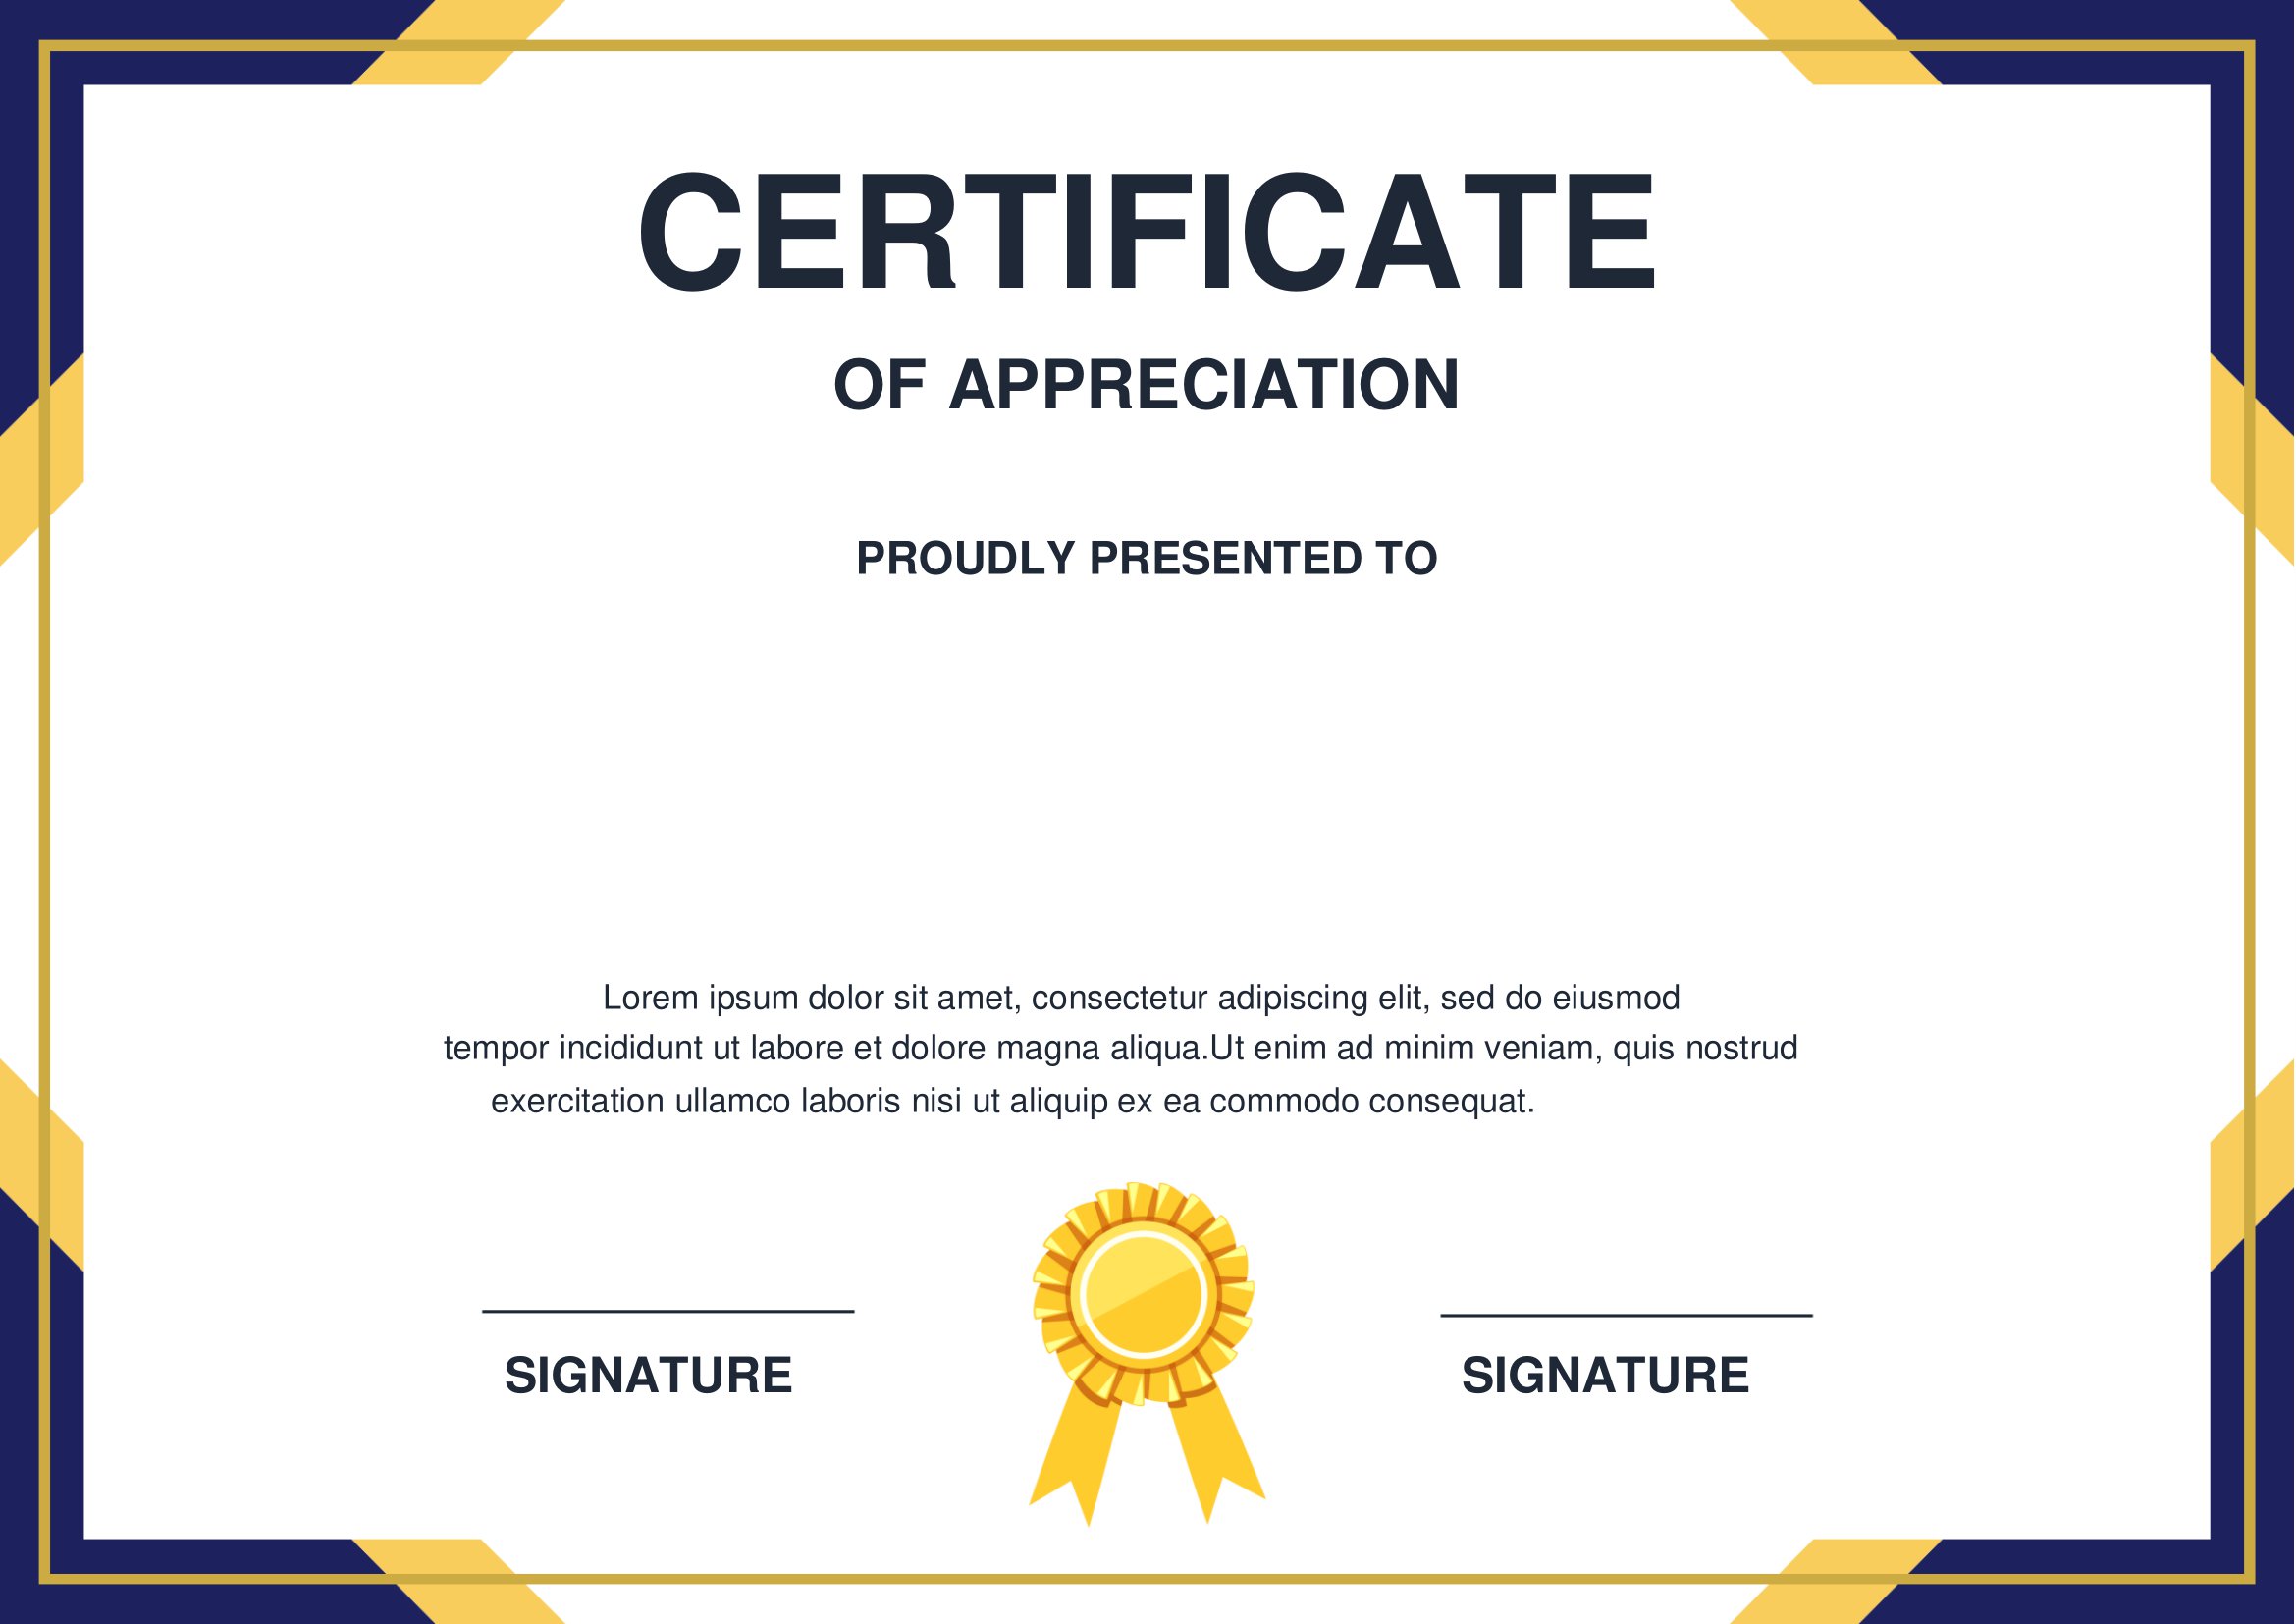 CERTIFICATE
OF APPRECIATION
PROUDLY PRESENTED TO
Lorem ipsum dolor sit amet, consectetur adipiscing elit, sed do eiusmod
tempor incididunt ut labore et dolore magna aliqua.Ut enim ad minim veniam, quis nostrud
exercitation ullamco laboris nisi ut aliquip ex ea commodo consequat.
SIGNATURE
SIGNATURE